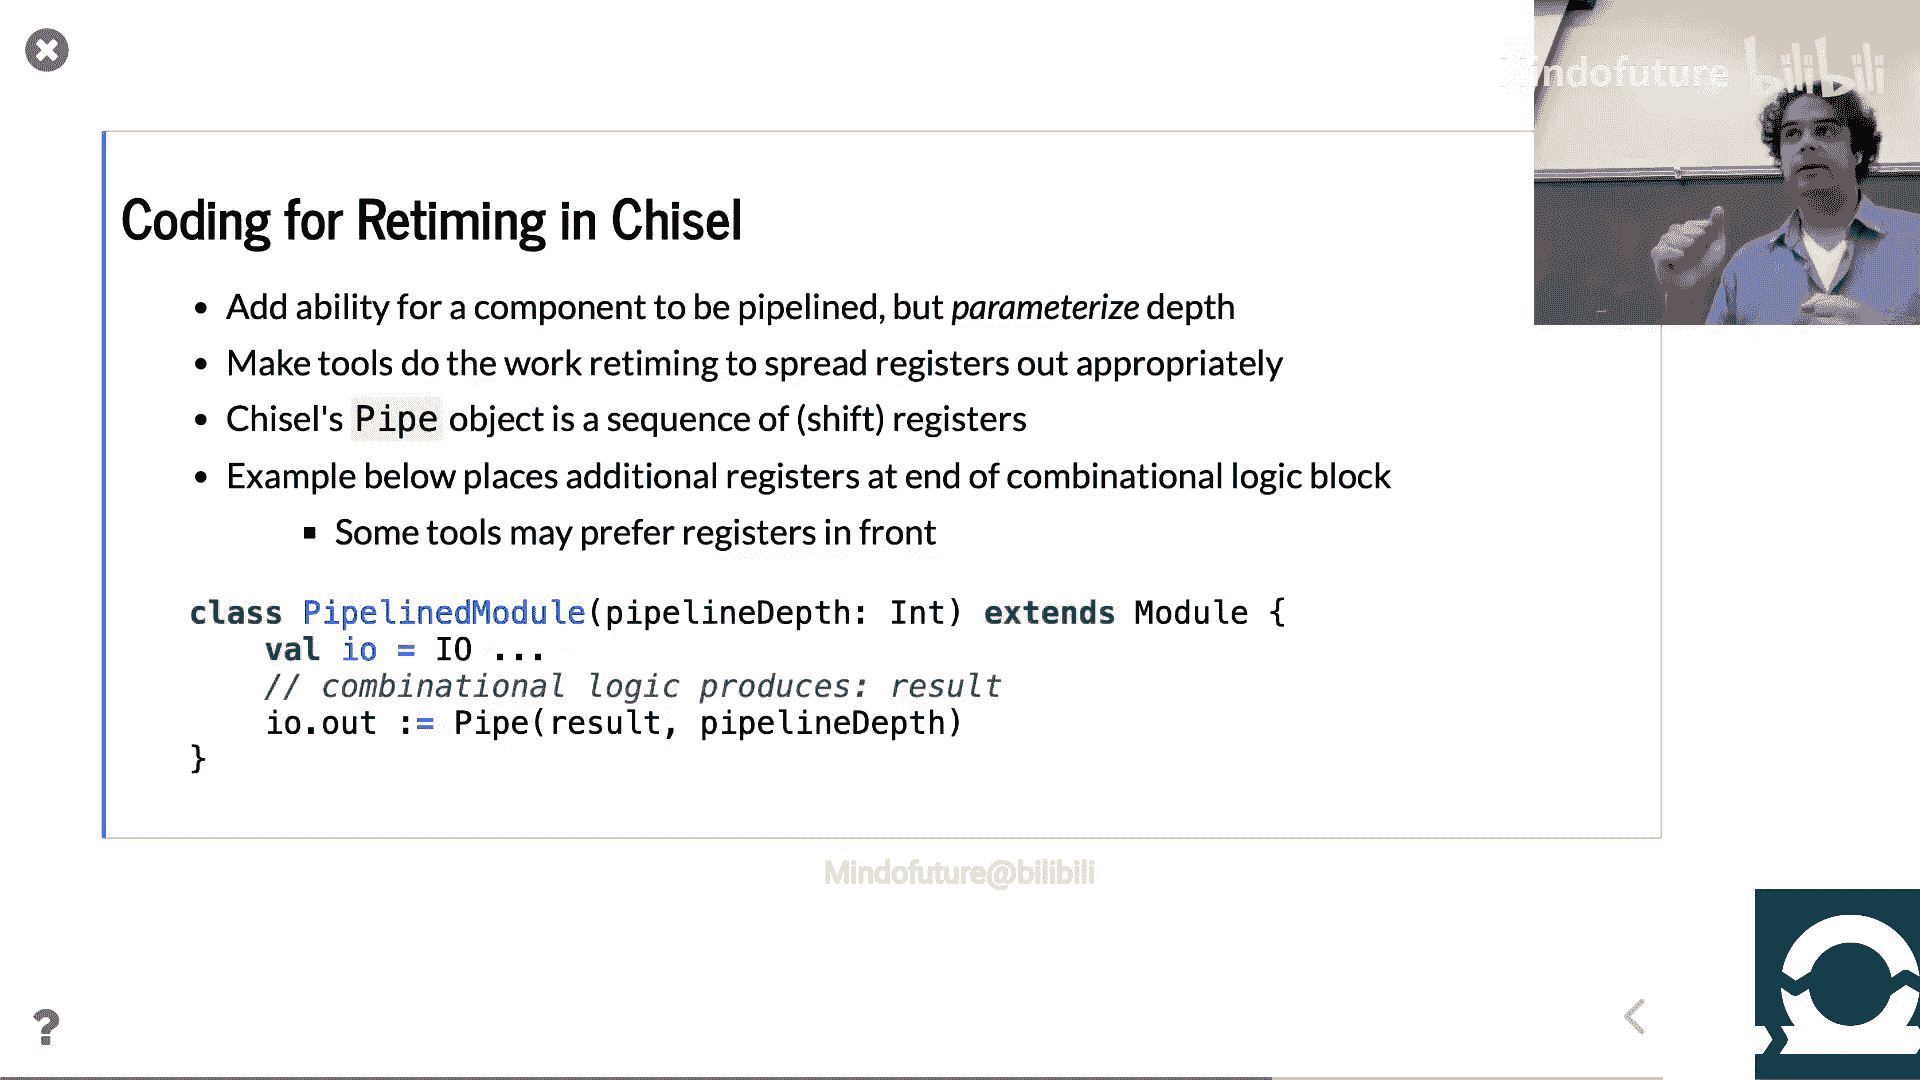 Mindofuture bilibili
Coding for Retiming in Chisel
• Add ability for a component to be pipelined, but parameterize depth
• Make tools do the work retiming to spread registers out appropriately
• Chisel's Pipe object is a sequence of (shift) registers
• Example below places additional registers at end of combinational logic block
▪ Some tools may prefer registers in front
class PipelinedModule(pipelineDepth: Int) extends Module {
    val io = IO ...
    // combinational logic produces: result
    io.out := Pipe(result, pipelineDepth)
}
Mindofuture@bilibili
?